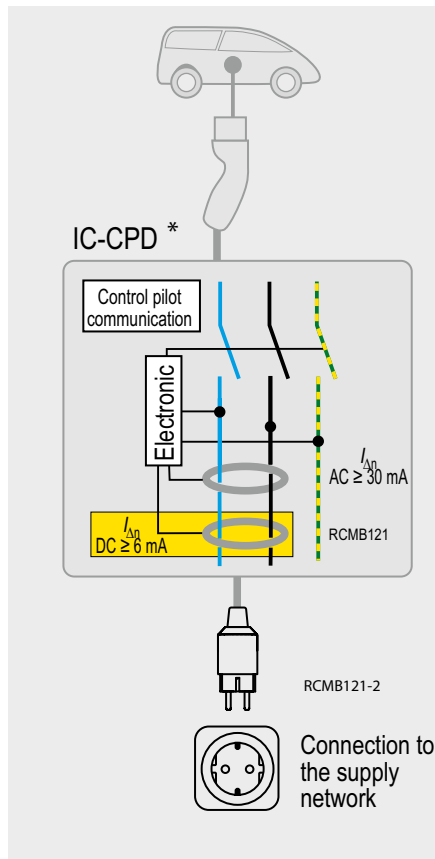 IC-CPD *
Control pilot
communication
Electronic
IΔn
AC ≥ 30 mA
IΔn
DC ≥ 6 mA
RCMB121
RCMB121-2
Connection to
the supply
network